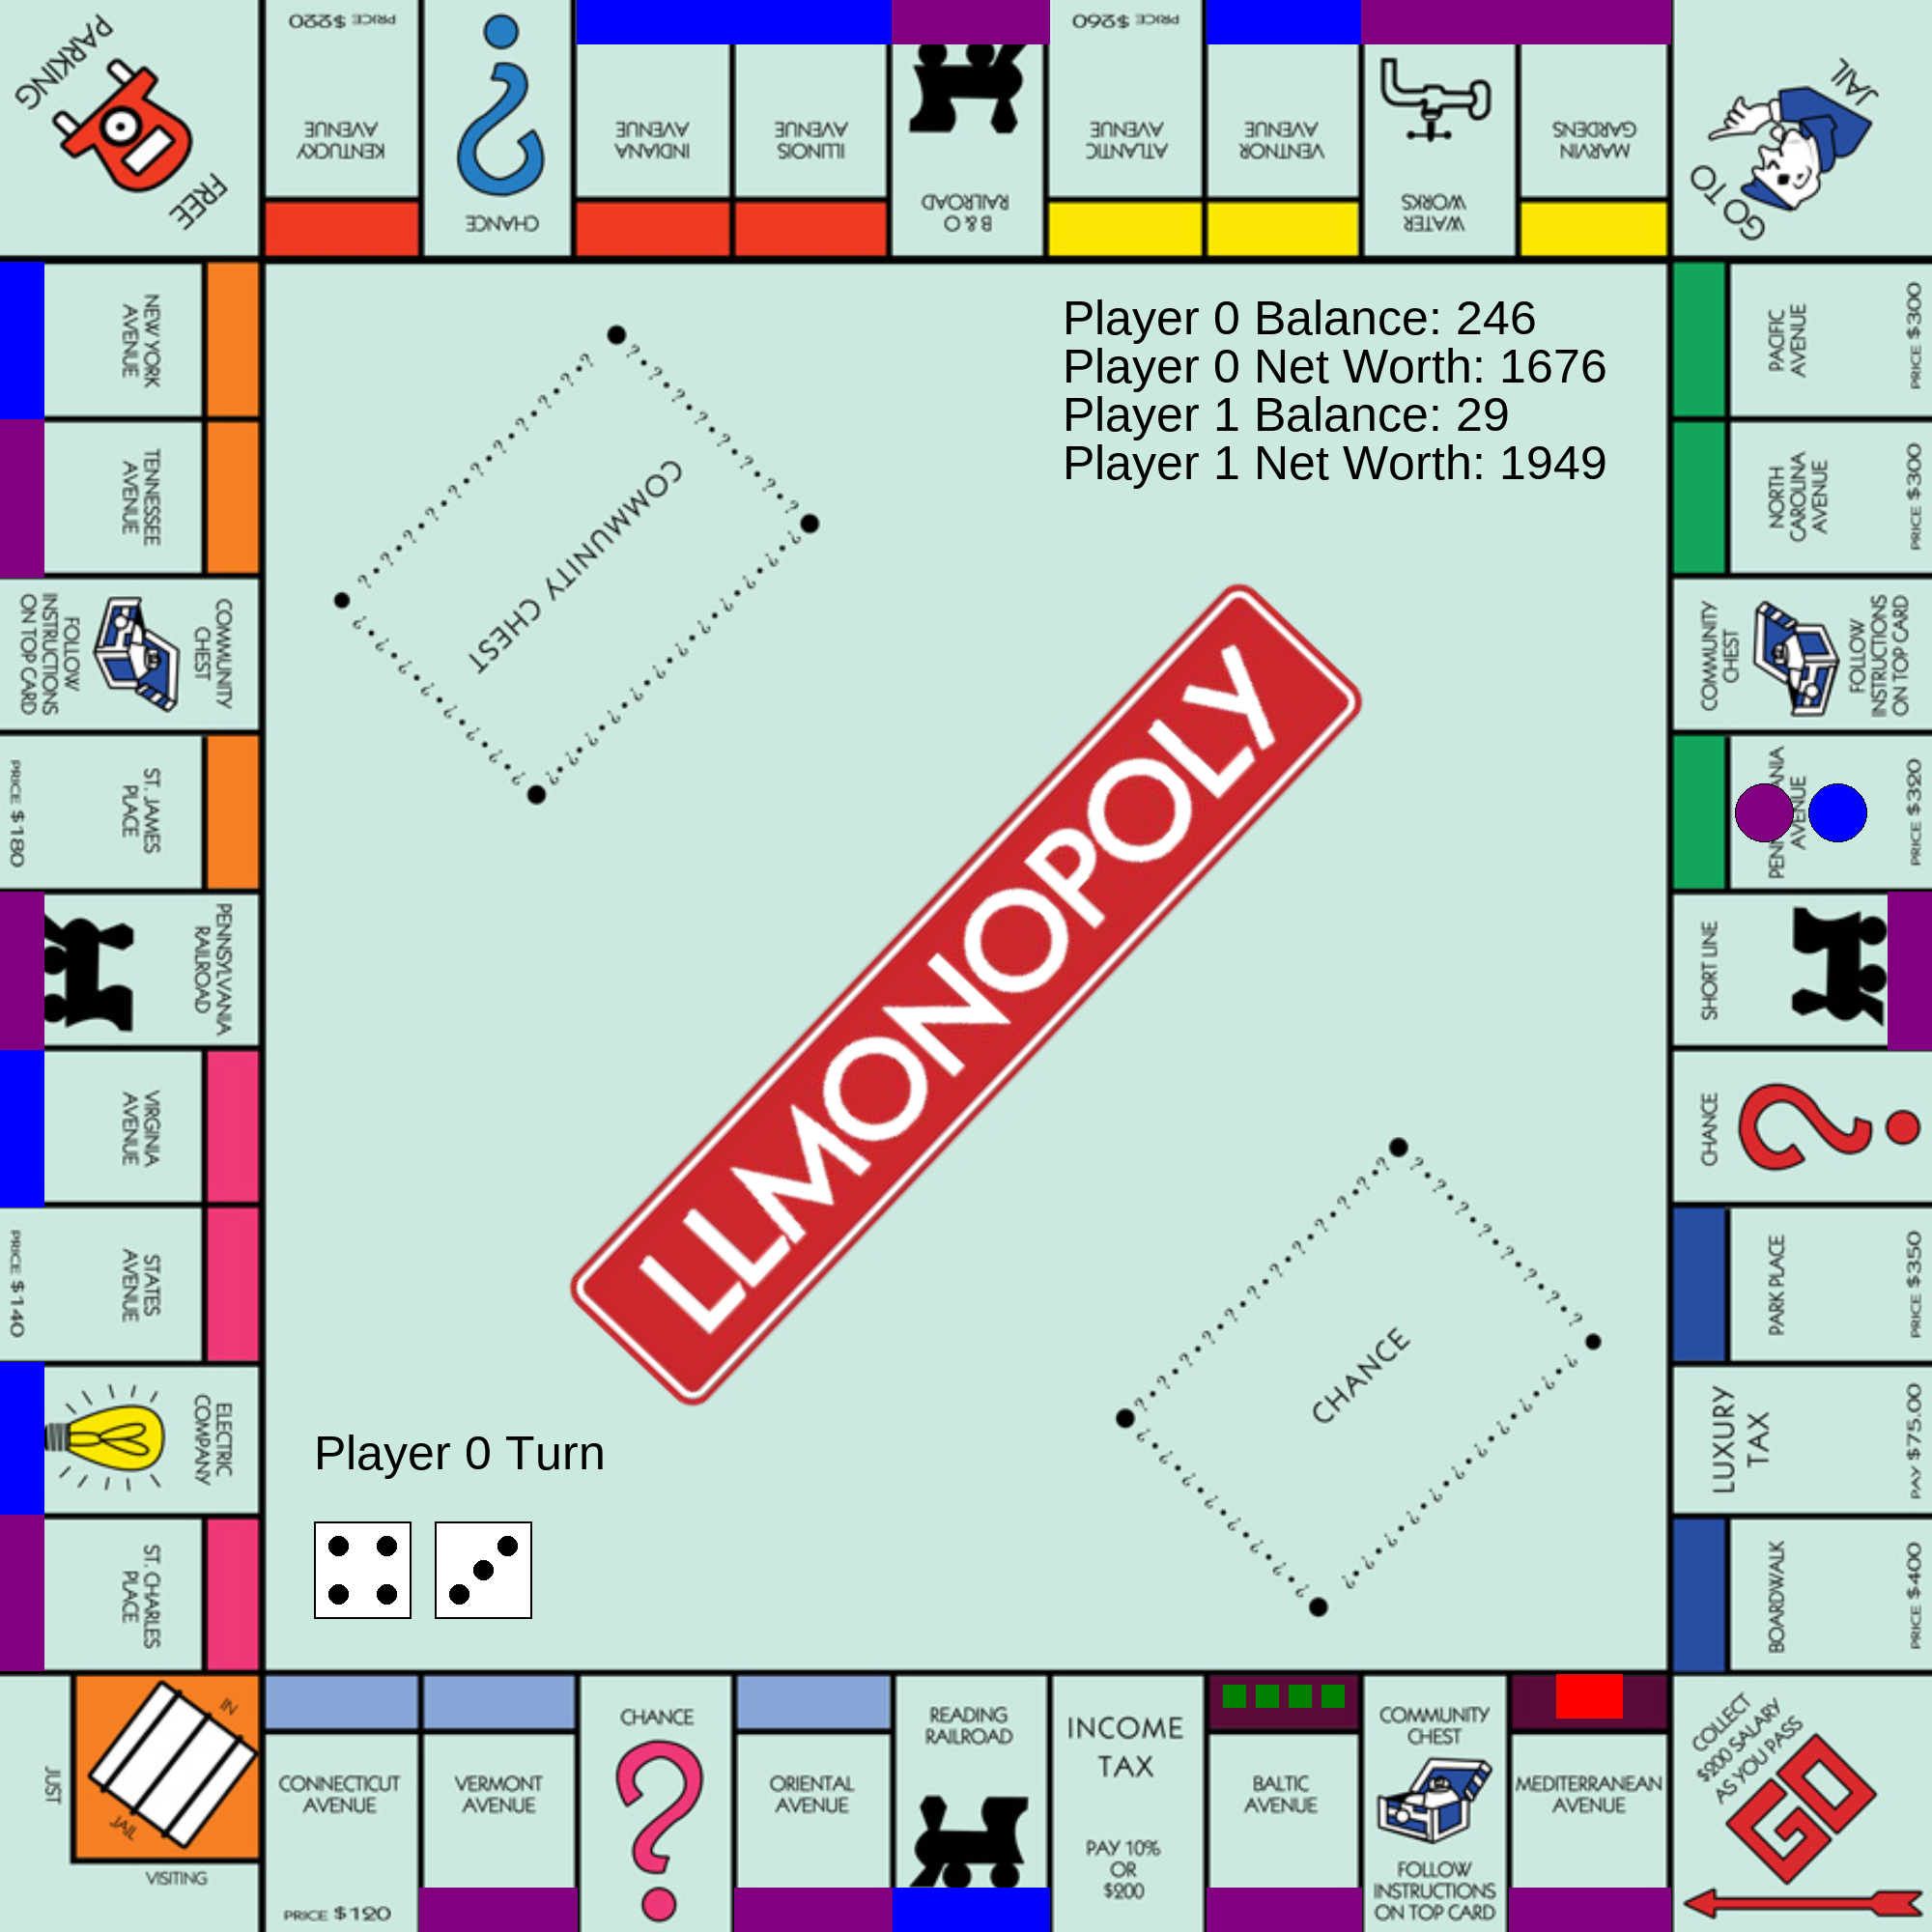 FREE
PARKING
PRICE $220
KENTUCKY
AVENUE
CHANCE
INDIANA
AVENUE
ILLINOIS
AVENUE
B & O
RAILROAD
PRICE $260
ATLANTIC
AVENUE
VENTNOR
AVENUE
WATER
WORKS
MARVIN
GARDENS
GO TO
JAIL
NEW YORK
AVENUE
TENNESSEE
AVENUE
COMMUNITY
CHEST
FOLLOW
INSTRUCTIONS
ON TOP CARD
ST. JAMES
PLACE
PRICE $180
PENNSYLVANIA
RAILROAD
VIRGINIA
AVENUE
STATES
AVENUE
PRICE $140
ELECTRIC
COMPANY
ST. CHARLES
PLACE
Player 0 Balance: 246
Player 0 Net Worth: 1676
Player 1 Balance: 29
Player 1 Net Worth: 1949
COMMUNITY CHEST
LLMONOPOLY
CHANCE
Player 0 Turn
PACIFIC
AVENUE
PRICE $300
NORTH
CAROLINA
AVENUE
PRICE $300
COMMUNITY
CHEST
FOLLOW
INSTRUCTIONS
ON TOP CARD
AVENUE
PRICE $320
SHORT LINE
CHANCE
PARK PLACE
PRICE $350
LUXURY
TAX
PAY $75.00
BOARDWALK
PRICE $400
IN
JAIL
JUST
VISITING
CONNECTICUT
AVENUE
PRICE $120
VERMONT
AVENUE
CHANCE
ORIENTAL
AVENUE
READING
RAILROAD
INCOME
TAX
PAY 10%
OR
$200
BALTIC
AVENUE
COMMUNITY
CHEST
FOLLOW
INSTRUCTIONS
ON TOP CARD
MEDITERRANEAN
AVENUE
COLLECT
$200 SALARY
AS YOU PASS
GO